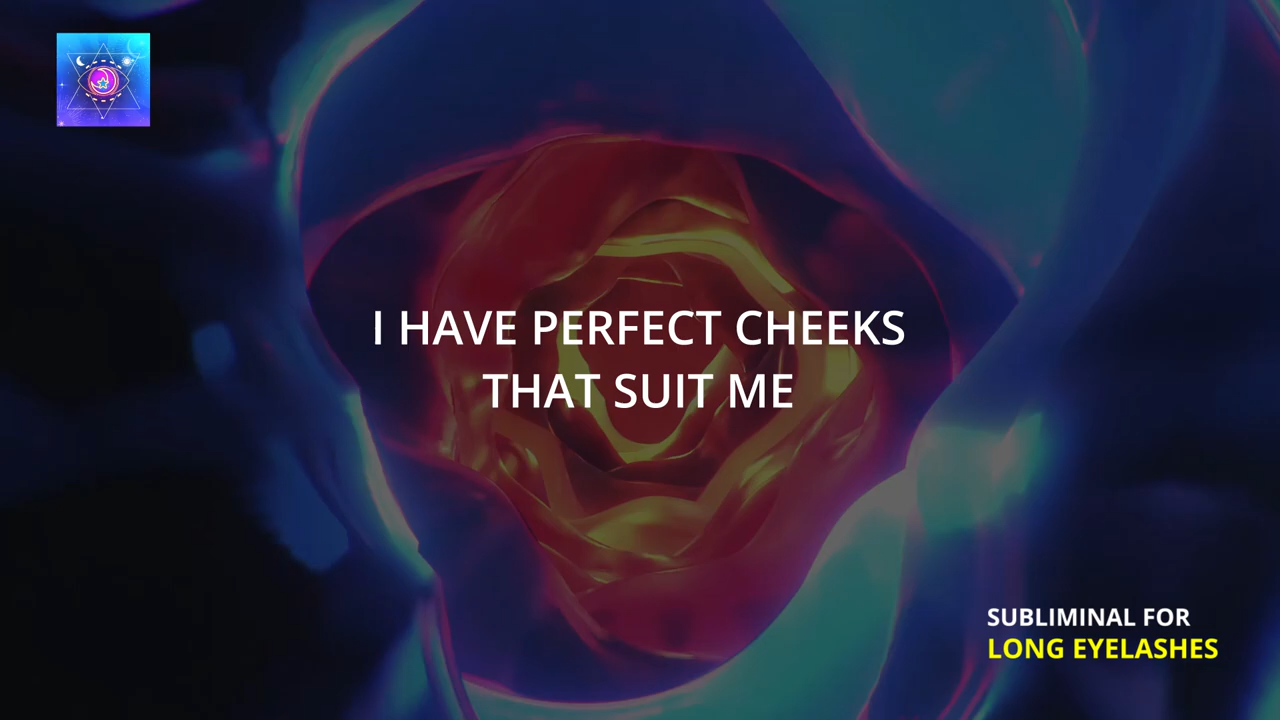 I HAVE PERFECT CHEEKS
THAT SUIT ME
SUBLIMINAL FOR
LONG EYELASHES